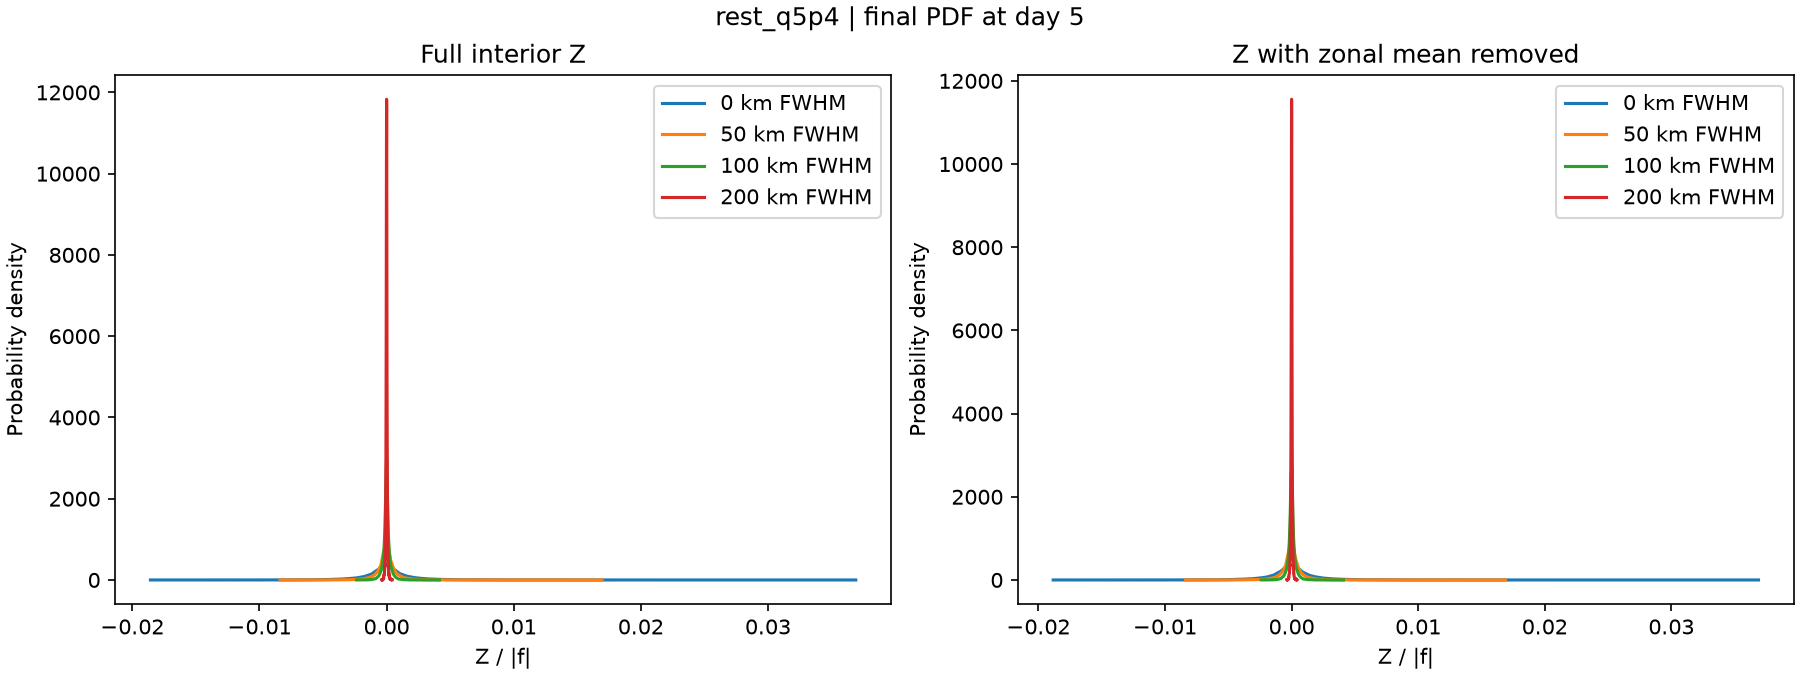 rest_q5p4 | final PDF at day 5
Full interior Z
12000
10000
8000
6000
4000
2000
0
Probability density
−0.02
−0.01
0.00
0.01
0.02
0.03
Z / |f|
0 km FWHM
50 km FWHM
100 km FWHM
200 km FWHM
Z with zonal mean removed
12000
10000
8000
6000
4000
2000
0
Probability density
−0.02
−0.01
0.00
0.01
0.02
0.03
Z / |f|
0 km FWHM
50 km FWHM
100 km FWHM
200 km FWHM